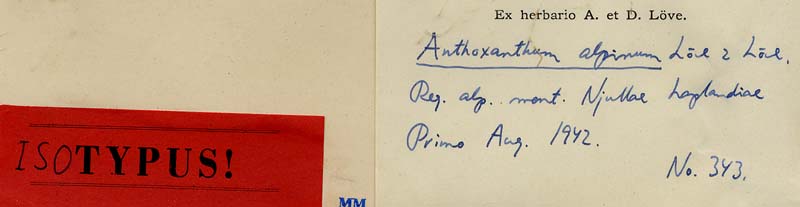 Ex herbario A. et D. Löve.
Anthoxanthum alpinum Löve & Löve.
Reg. alp. mont. Njullae Laplandiae
Primo Aug. 1942.
No. 343.
ISOTYPUS!
MM